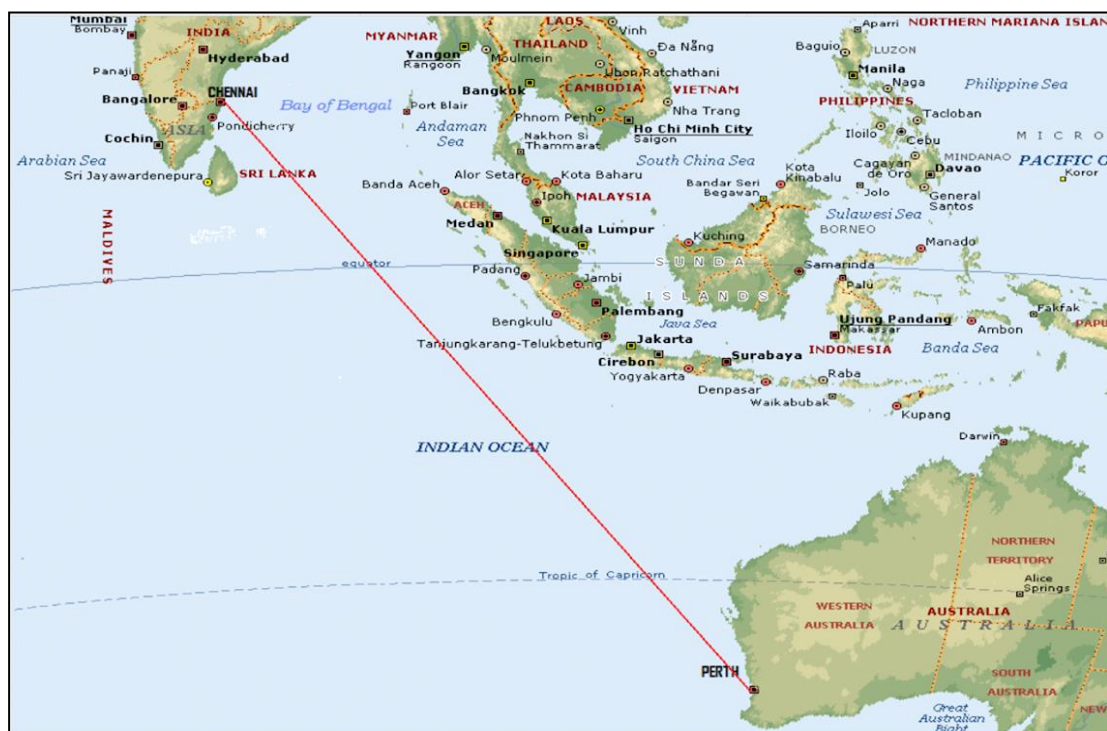 Mumbai
Bombay
INDIA
Hyderabad
Panaji
CHENNAI
Bangalore
ASIA
Pondicherry
Cochin
Arabian Sea
Sri Jayawardenepura
SRI LANKA
MALDIVES
Bay of Bengal
MYANMAR
Yangon
Rangoon
Moulmein
LAOS
Vinh
THAILAND
Đa Nẵng
Ubon Ratchathani
Bangkok
CAMBODIA
VIETNAM
Port Blair
Phnom Penh
Nha Trang
Andaman
Sea
Nakhon Si
Thammarat
Ho Chi Minh City
Saigon
South China Sea
Banda Aceh
Alor Setar
Kota Baharu
ACEH
Ipoh
MALAYSIA
Medan
Kuala Lumpur
Singapore
Aparri
NORTHERN MARIANA ISLAN
Baguio
LUZON
Manila
Naga
Philippine Sea
PHILIPPINES
Tacloban
Iloilo
Cebu
MICRO
Cagayan
de Oro
MINDANAO
PACIFIC O
Davao
Koror
Jolo
General
Santos
Kota
Kinabalu
Bandar Seri
Begawan
Sulawesi Sea
BORNEO
Kuching
Manado
equator
Padang
Jambi
SUNDA
ISLANDS
Samarinda
Palu
Palembang
Bengkulu
Java Sea
Ujung Pandang
Makassar
Ambon
Fakfak
PAPU
Tanjungkarang-Telukbetung
Jakarta
Cirebon
Surabaya
INDONESIA
Banda Sea
Yogyakarta
Denpasar
Raba
Waikabubak
Kupang
INDIAN OCEAN
Darwin
Tropic of Capricorn
NORTHERN
TERRITORY
Alice
Springs
WESTERN
AUSTRALIA
AUSTRALIA
AUSTRALIA
PERTH
SOUTH
AUSTRALIA
Great
Australian
Bight
NEW